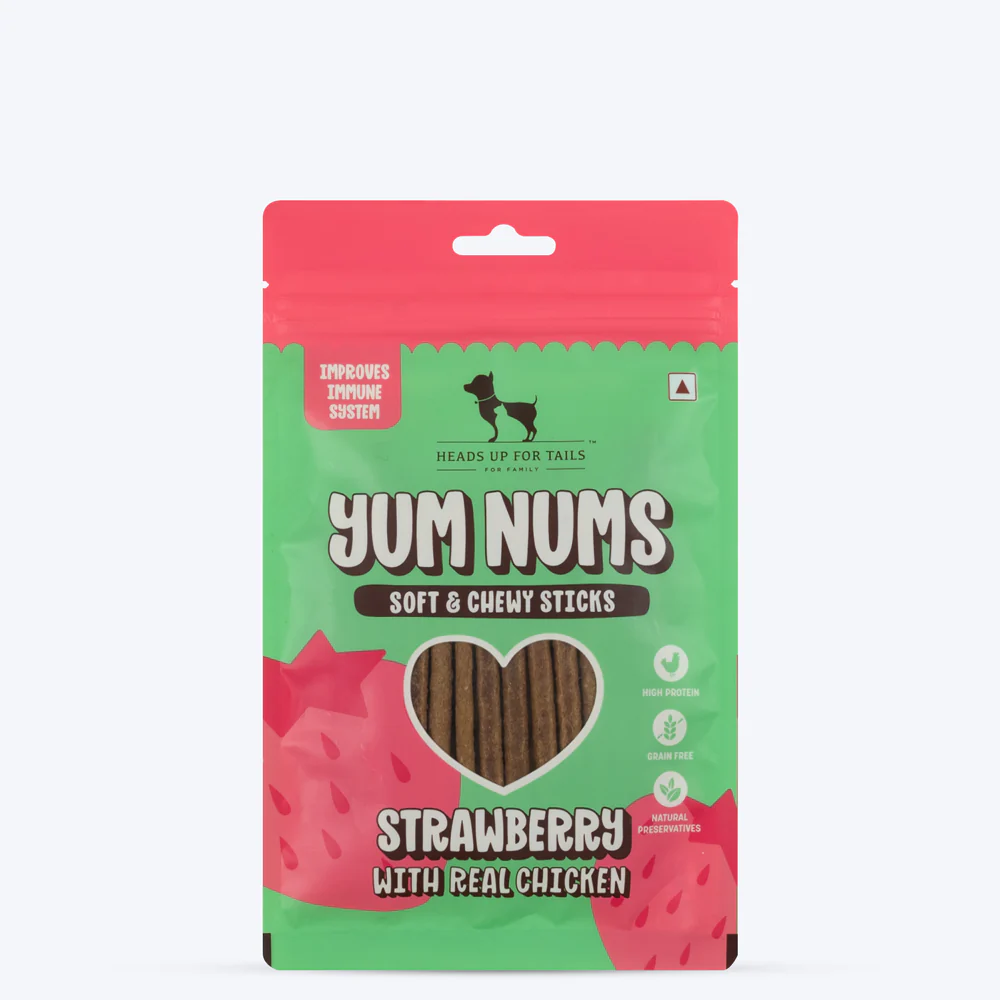 IMPROVES
IMMUNE
SYSTEM
HEADS UP FOR TAILS
TM
FOR FAMILY
YUM NUMS
SOFT & CHEWY STICKS
HIGH PROTEIN
GRAIN FREE
NATURAL
PRESERVATIVES
STRAWBERRY
WITH REAL CHICKEN